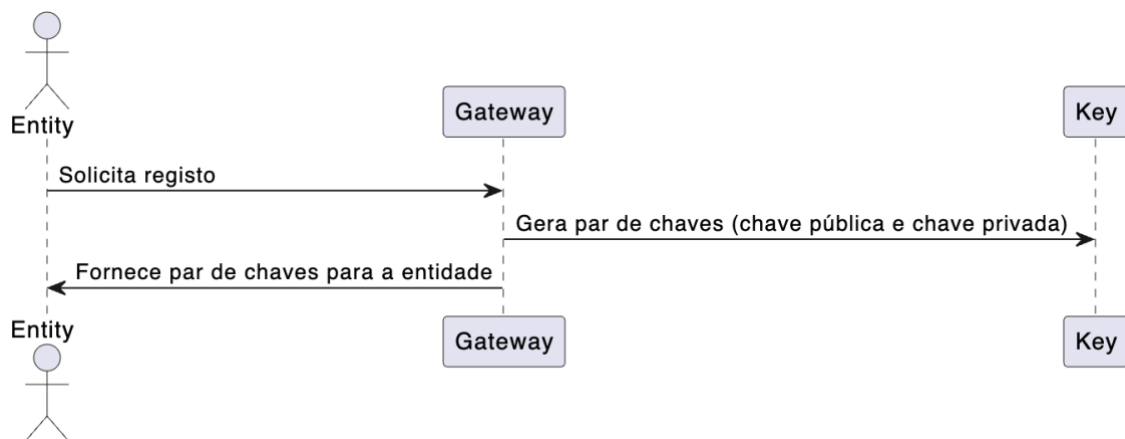 Entity
Gateway
Key
Solicita registo
Gera par de chaves (chave pública e chave privada)
Fornece par de chaves para a entidade
Entity
Gateway
Key